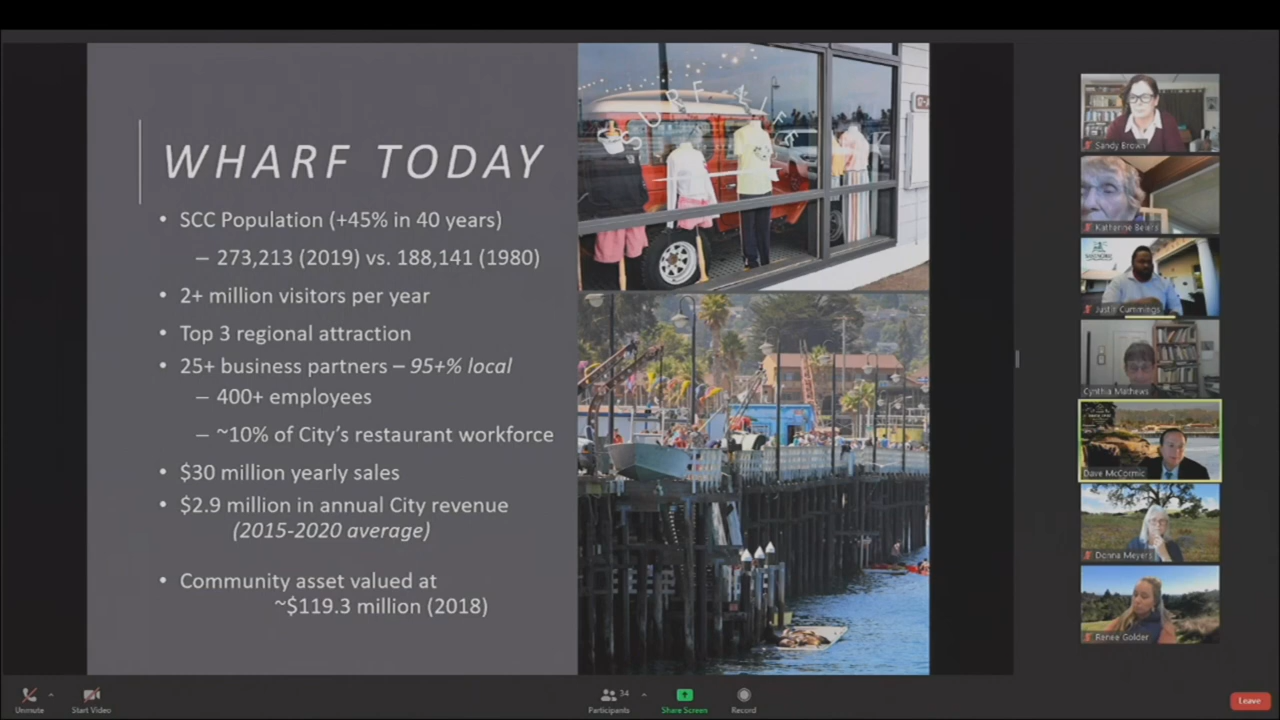 WHARF TODAY
• SCC Population (+45% in 40 years)
– 273,213 (2019) vs. 188,141 (1980)
• 2+ million visitors per year
• Top 3 regional attraction
• 25+ business partners – 95+% local
– 400+ employees
– ~10% of City's restaurant workforce
• $30 million yearly sales
• $2.9 million in annual City revenue
(2015-2020 average)
• Community asset valued at
~$119.3 million (2018)
SURF LIFE
Sandy Brown
Katherine Beiers
Justin Cummings
Cynthia Mathews
Dave McCormic
Donna Meyers
Renee Golder
Unmute
Start Video
Participants
34
Share Screen
Record
Leave